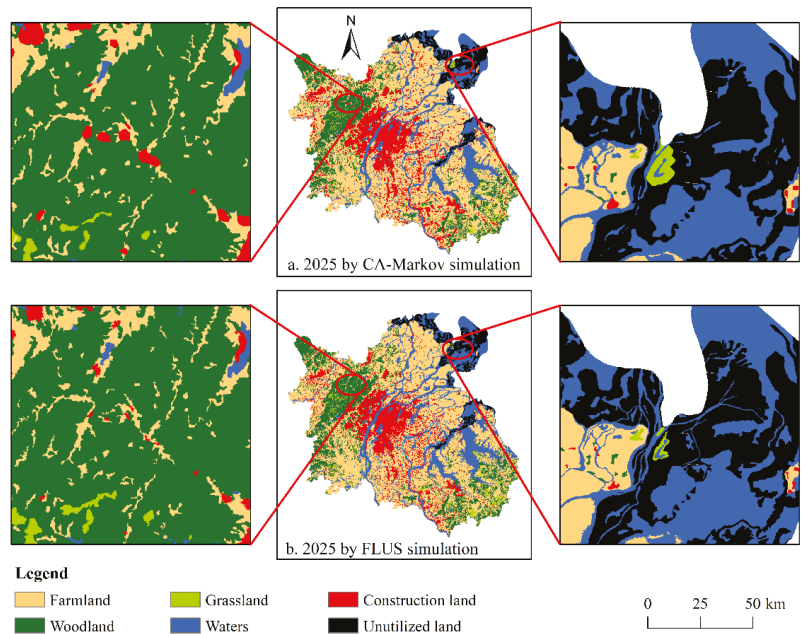 N
a. 2025 by CA-Markov simulation
b. 2025 by FLUS simulation
Legend
Farmland Grassland Construction land
Woodland Waters Unutilized land
0 25 50 km